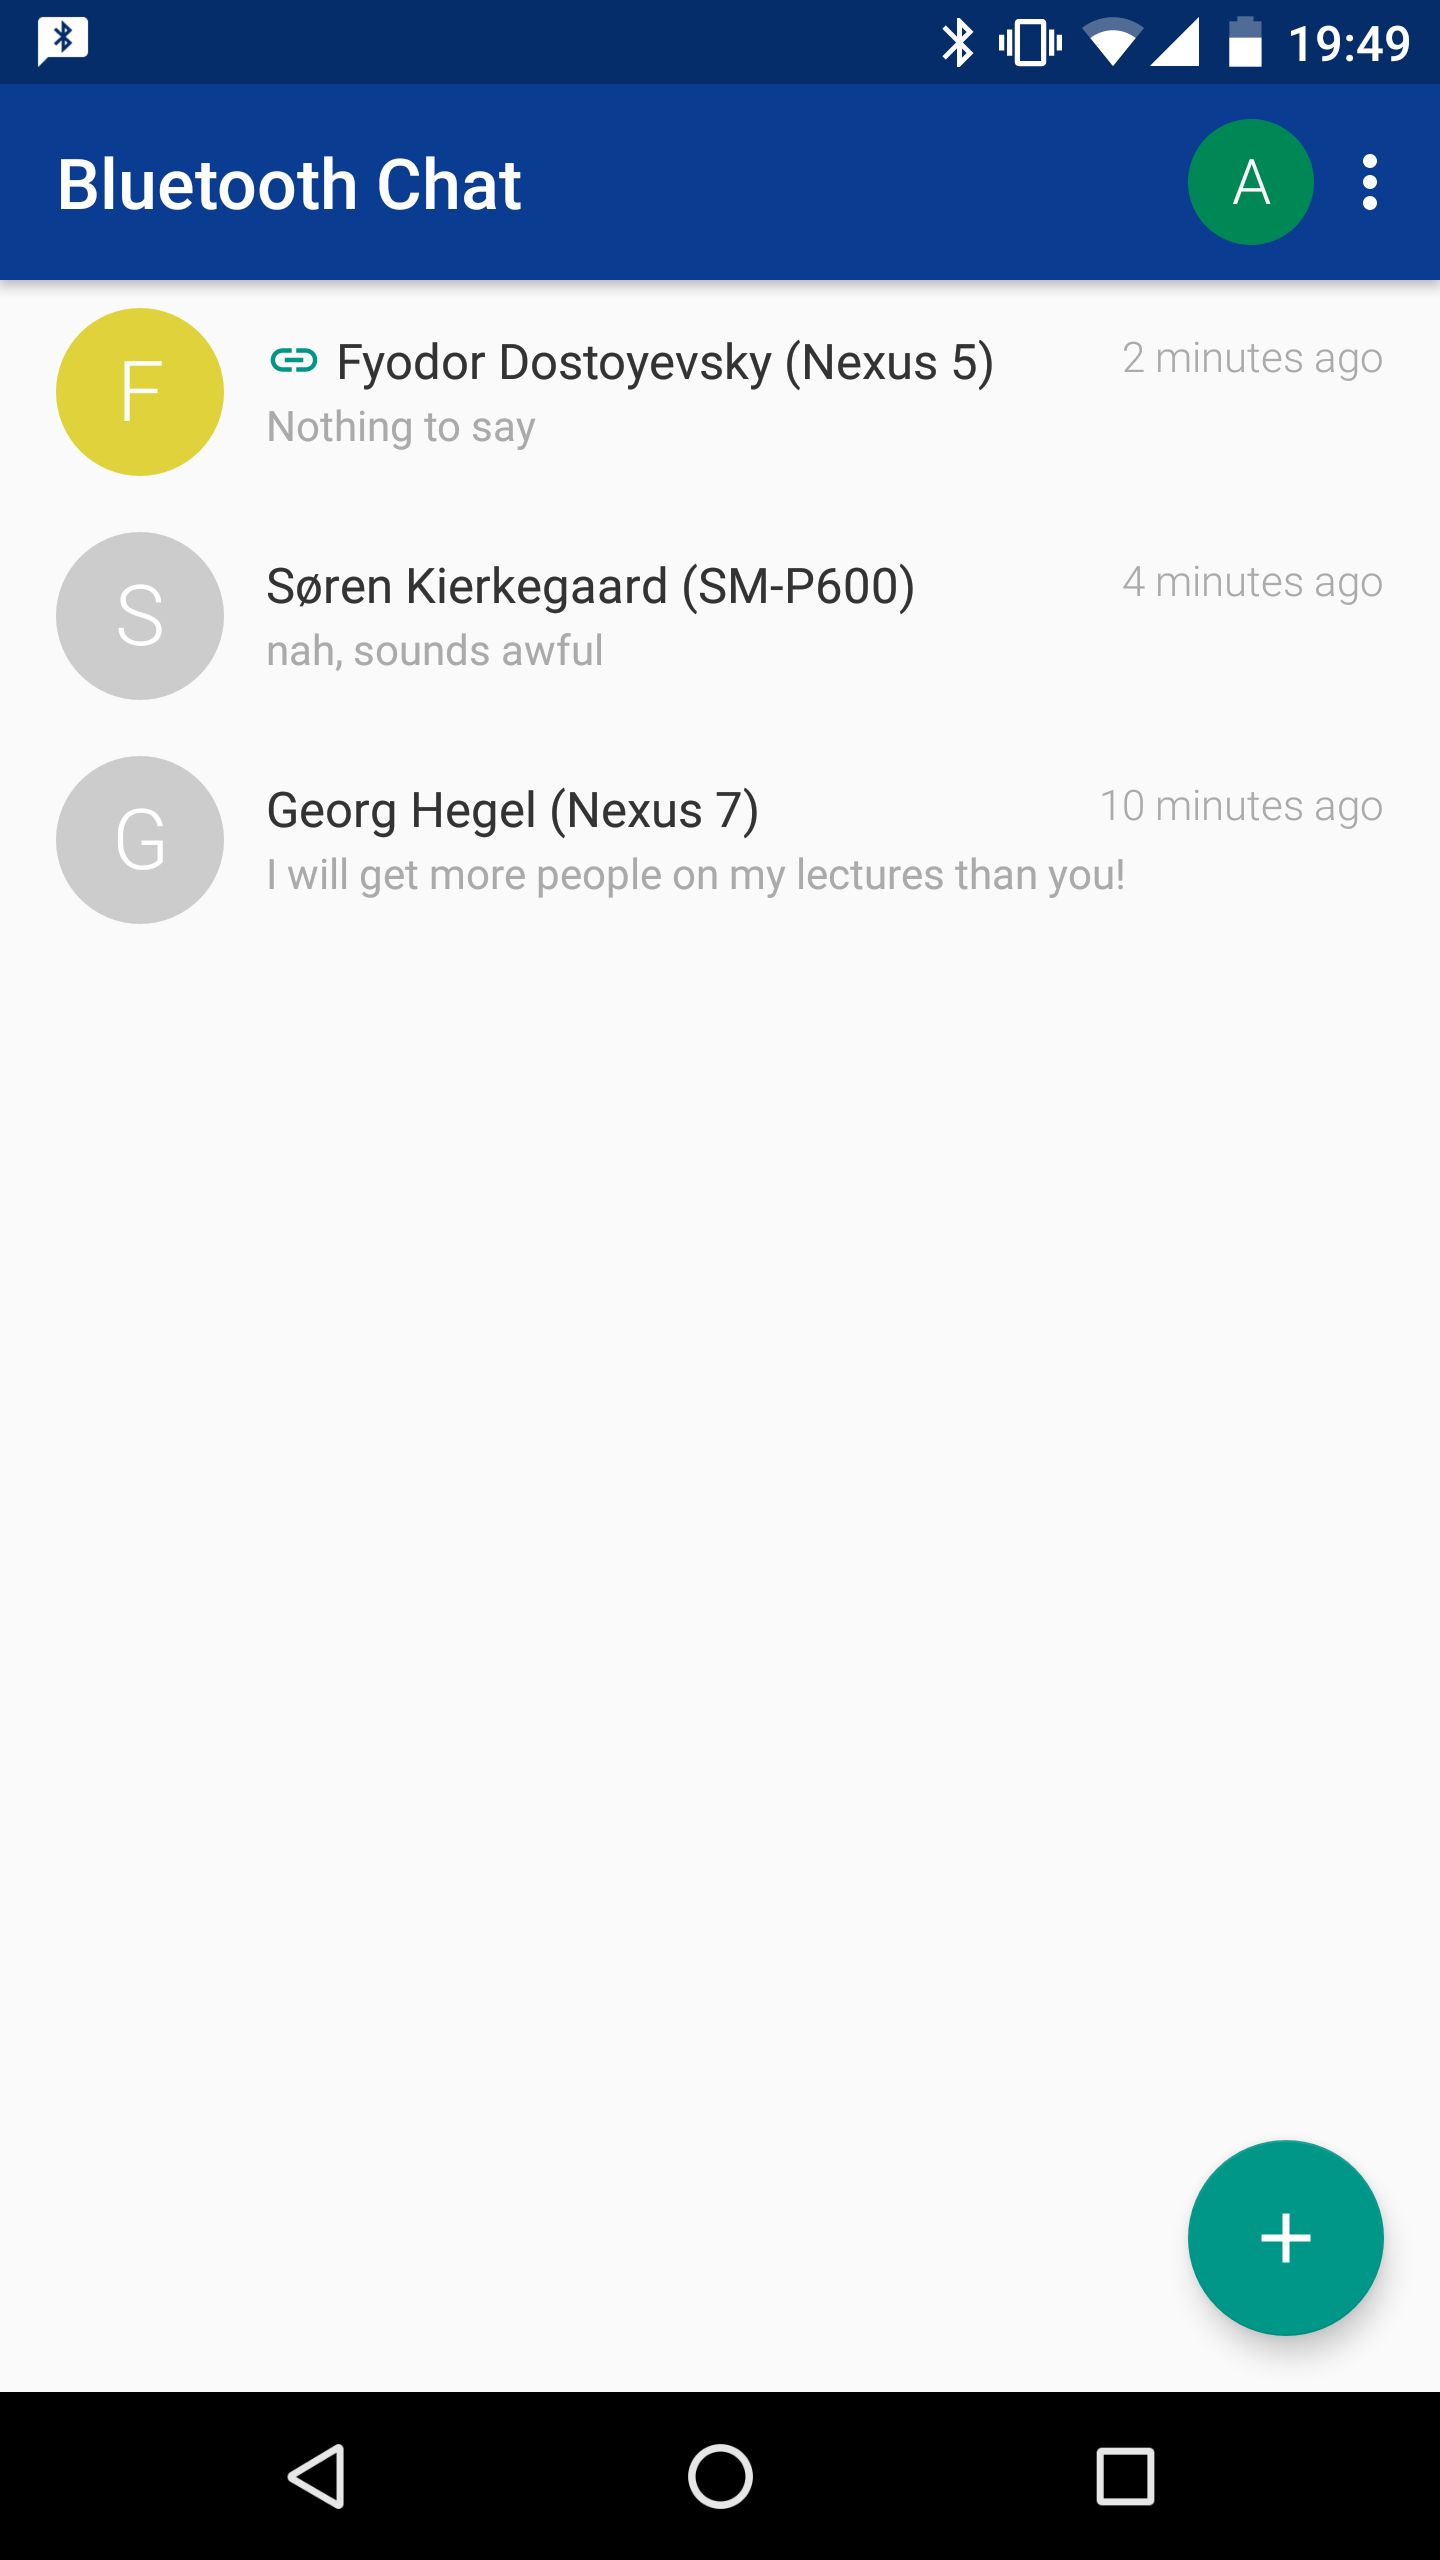 19:49
Bluetooth Chat
A
F
Fyodor Dostoyevsky (Nexus 5)
2 minutes ago
Nothing to say
S
Søren Kierkegaard (SM-P600)
4 minutes ago
nah, sounds awful
G
Georg Hegel (Nexus 7)
10 minutes ago
I will get more people on my lectures than you!